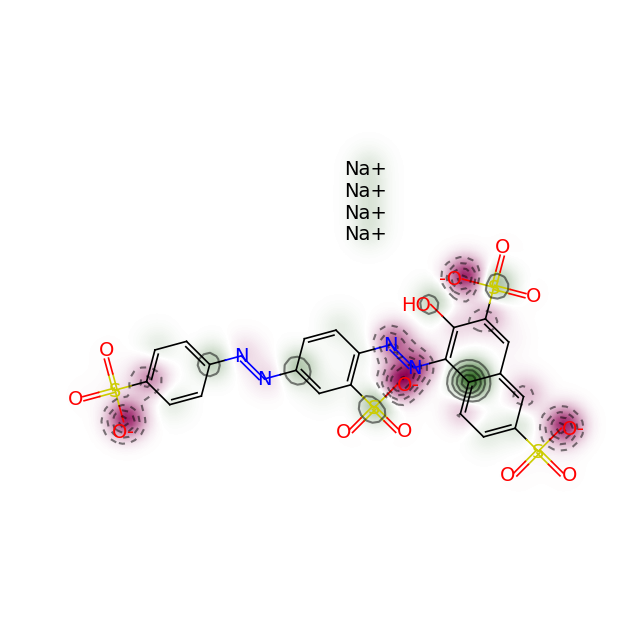 Na+
Na+
Na+
Na+
O
-O S O
HO
O N N
N N O-
O S O-
O S O
O-
S
O O